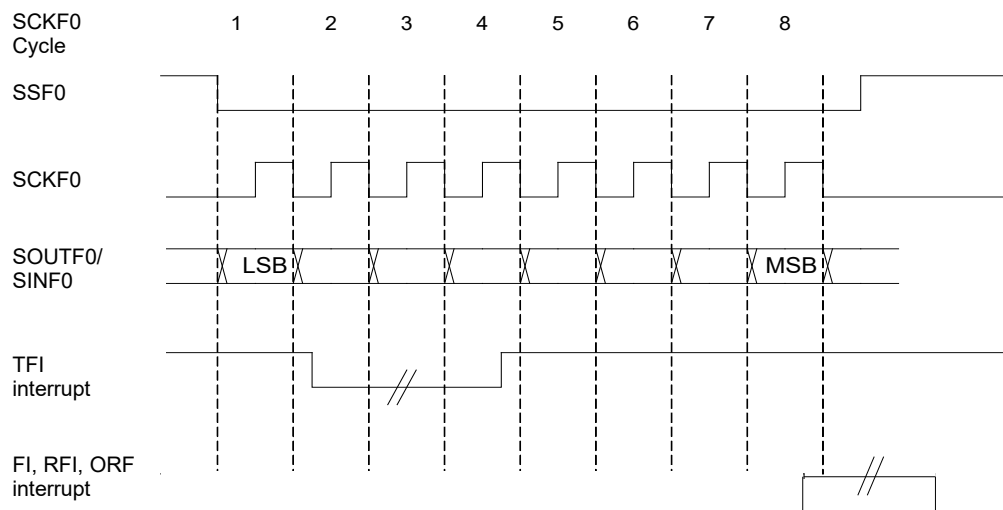 SCKF0
Cycle
1 2 3 4 5 6 7 8
SSF0
SCKF0
SOUTF0/
SINF0
LSB MSB
TFI
interrupt
FI, RFI, ORF
interrupt